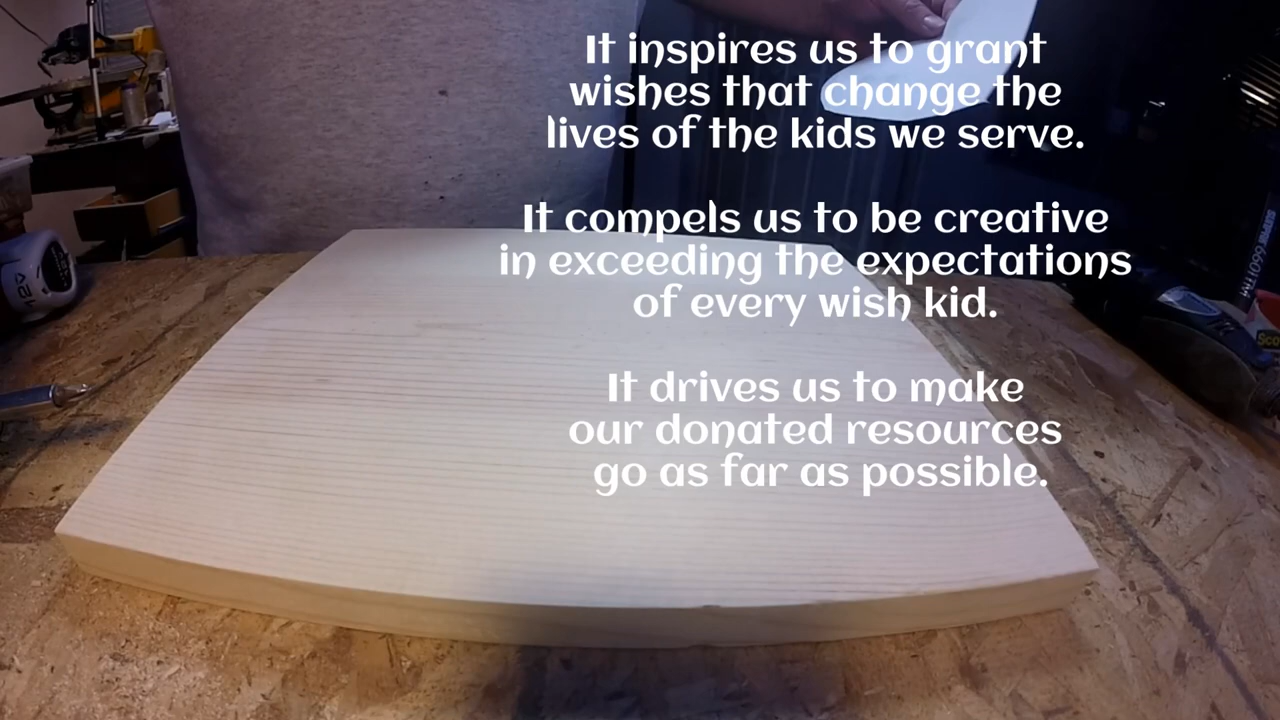 It inspires us to grant
wishes that change the
lives of the kids we serve.
It compels us to be creative
in exceeding the expectations
of every wish kid.
It drives us to make
our donated resources
go as far as possible.